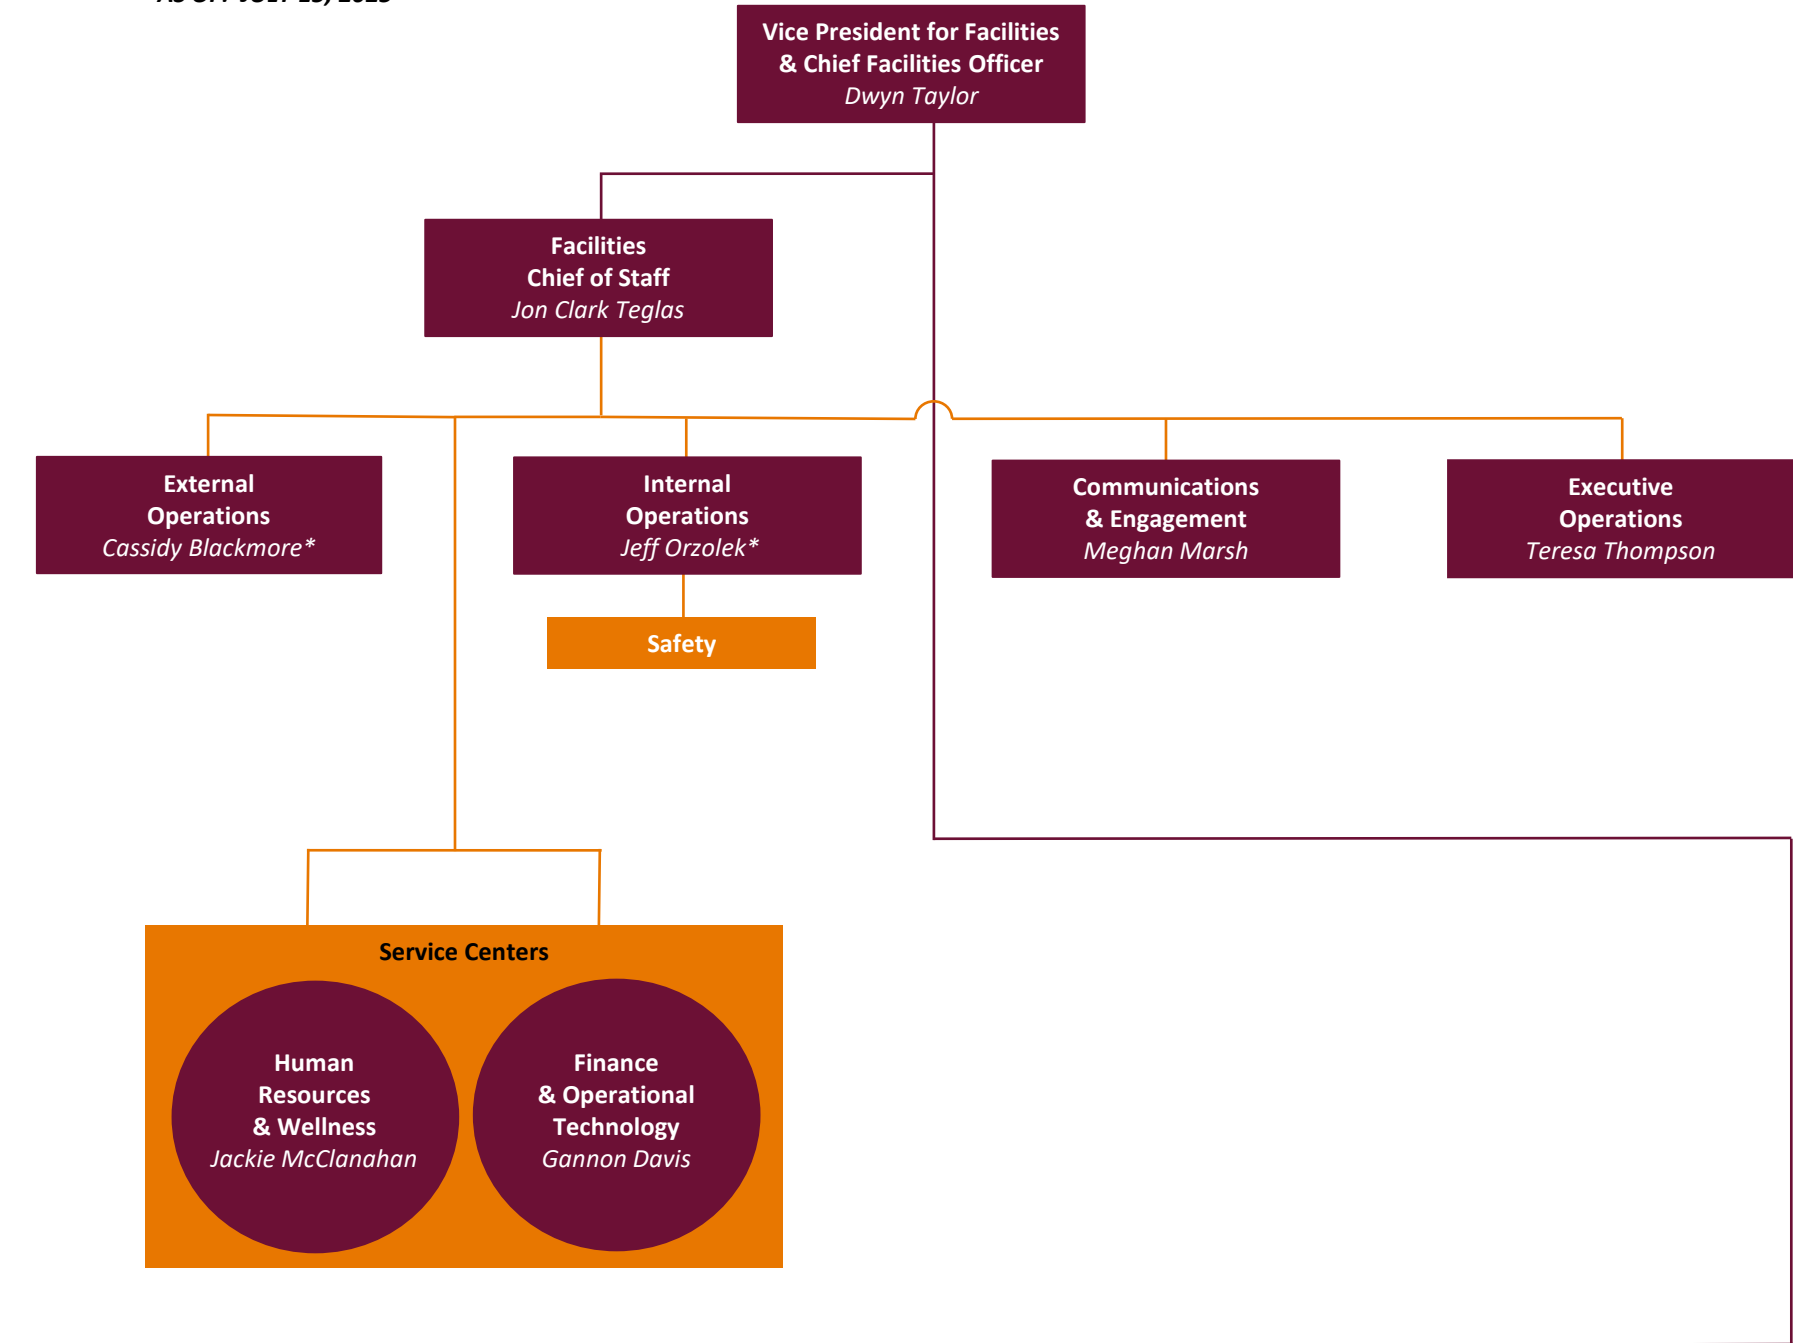 Vice President for Facilities
& Chief Facilities Officer
Dwyn Taylor
Facilities
Chief of Staff
Jon Clark Teglas
External
Operations
Cassidy Blackmore*
Internal
Operations
Jeff Orzolek*
Communications
& Engagement
Meghan Marsh
Executive
Operations
Teresa Thompson
Safety
Service Centers
Human
Resources
& Wellness
Jackie McClanahan
Finance
& Operational
Technology
Gannon Davis